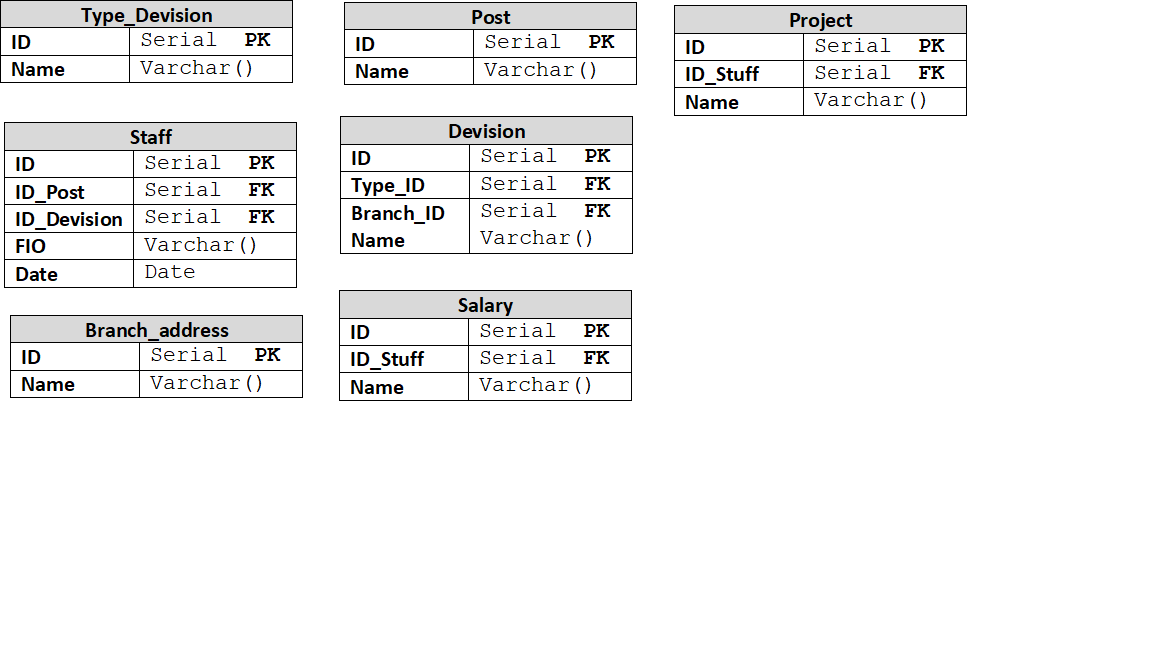 Type_Devision
ID Serial PK
Name Varchar()
Post
ID Serial PK
Name Varchar()
Project
ID Serial PK
ID_Stuff Serial FK
Name Varchar()
Staff
ID Serial PK
ID_Post Serial FK
ID_Devision Serial FK
FIO Varchar()
Date Date
Devision
ID Serial PK
Type_ID Serial FK
Branch_ID Serial FK
Name Varchar()
Branch_address
ID Serial PK
Name Varchar()
Salary
ID Serial PK
ID_Stuff Serial FK
Name Varchar()